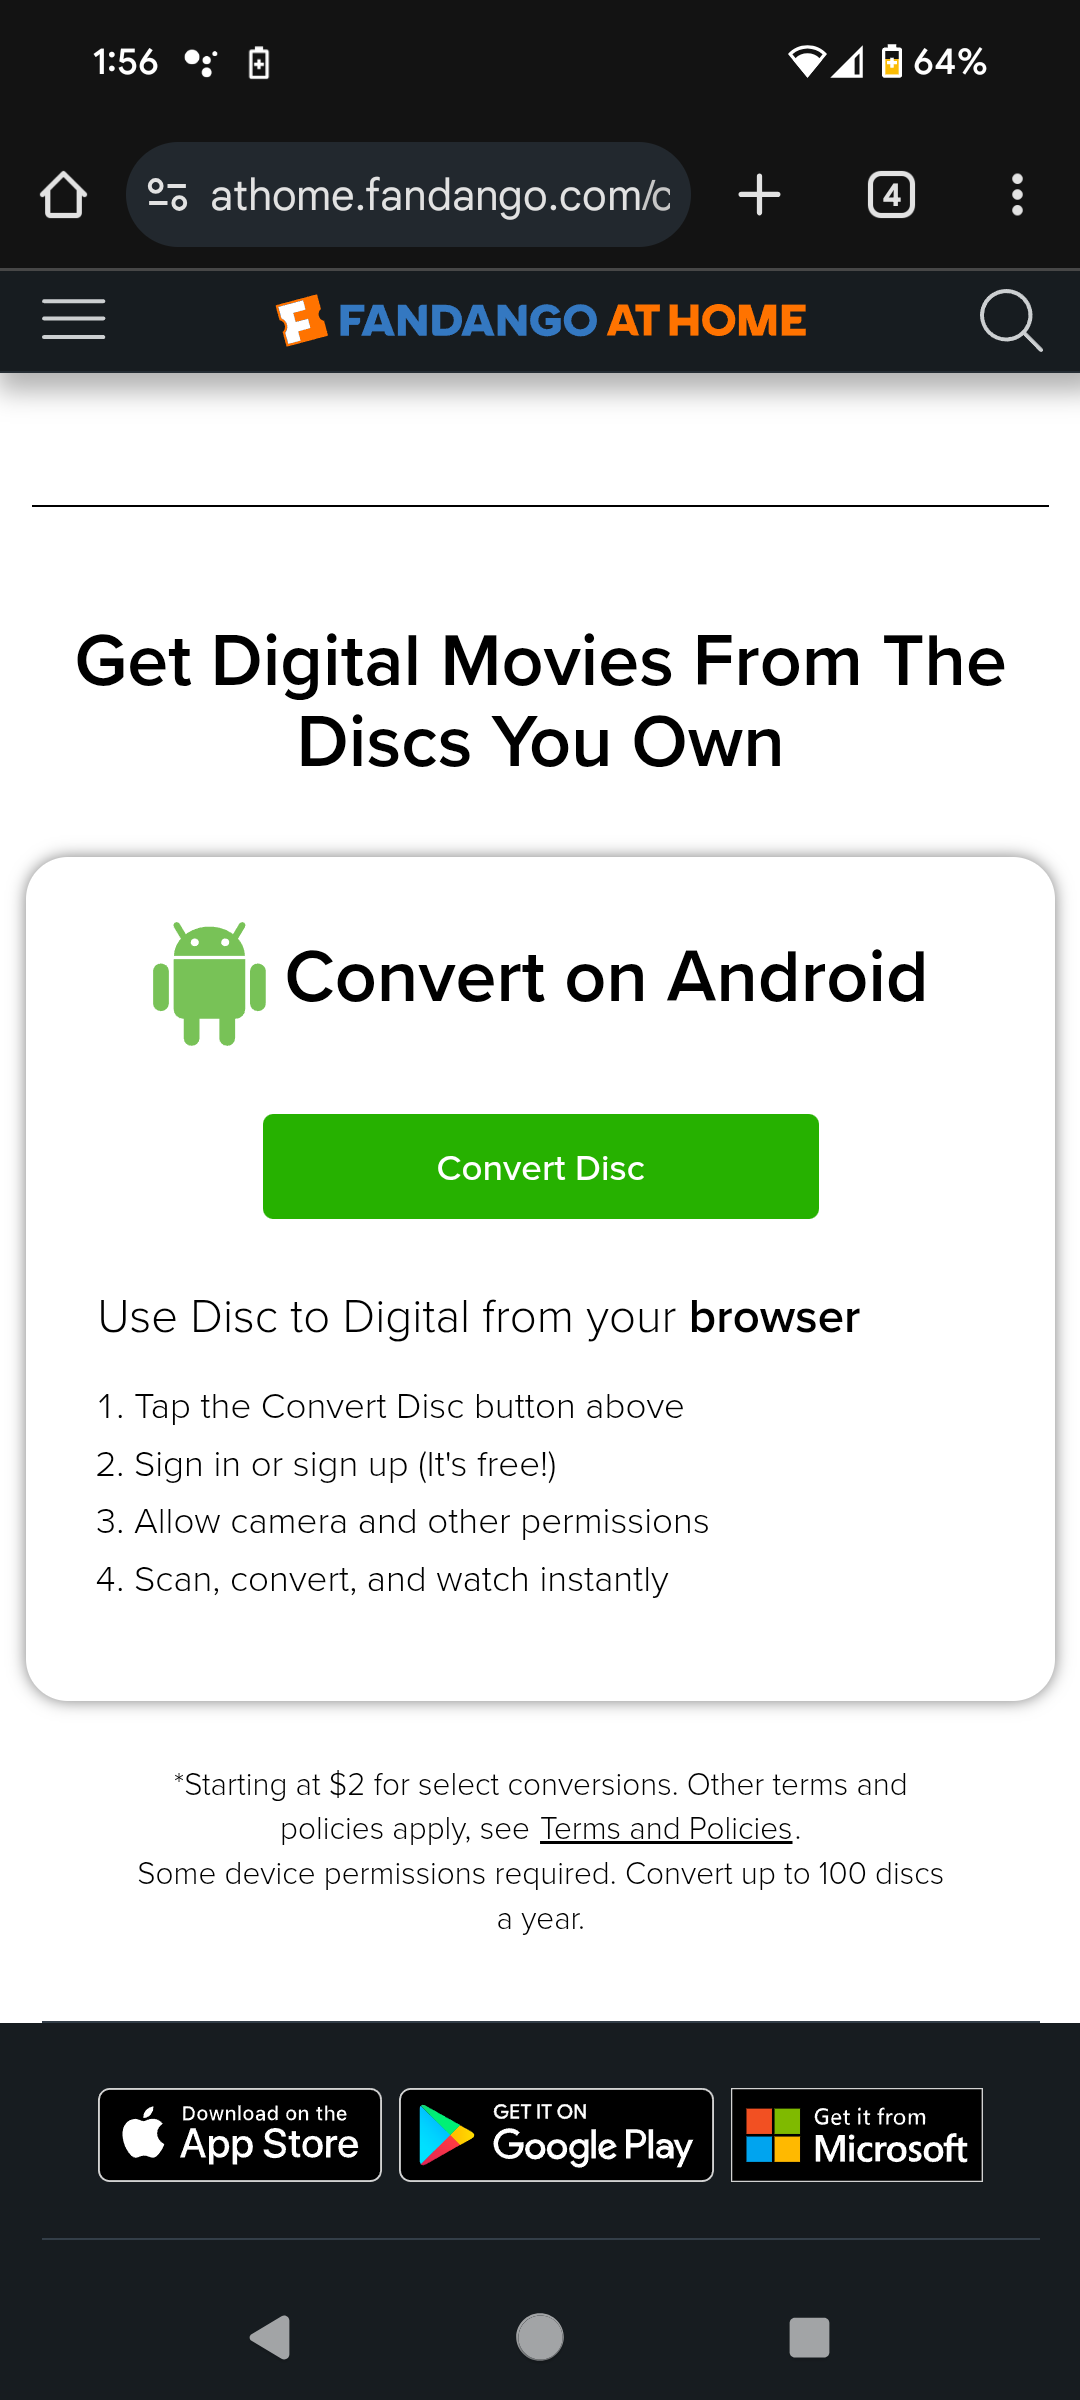 1:56
64%
athome.fandango.com/c
4
FANDANGO AT HOME
Get Digital Movies From The
Discs You Own
Convert on Android
Convert Disc
Use Disc to Digital from your browser
1. Tap the Convert Disc button above
2. Sign in or sign up (It's free!)
3. Allow camera and other permissions
4. Scan, convert, and watch instantly
*Starting at $2 for select conversions. Other terms and
policies apply, see Terms and Policies.
Some device permissions required. Convert up to 100 discs
a year.
Download on the
App Store
GET IT ON
Google Play
Get it from
Microsoft